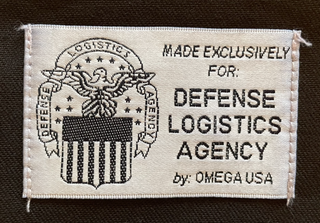 DEFENSE LOGISTICS AGENCY
MADE EXCLUSIVELY
FOR:
DEFENSE
LOGISTICS
AGENCY
by: OMEGA USA